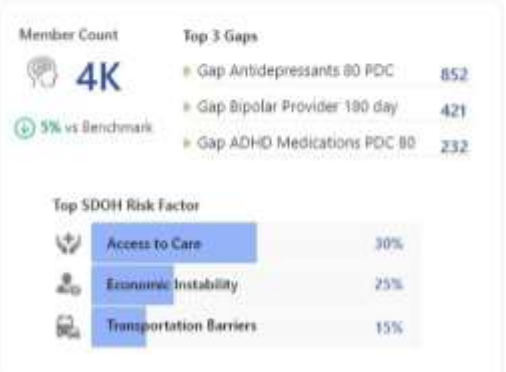 Member Count
4K
5% vs Benchmark
Top 3 Gaps
Gap Antidepressants 80 PDC 852
Gap Bipolar Provider 180 day 421
Gap ADHD Medications PDC 80 232
Top SDOH Risk Factor
Access to Care 30%
Economic Instability 25%
Transportation Barriers 15%